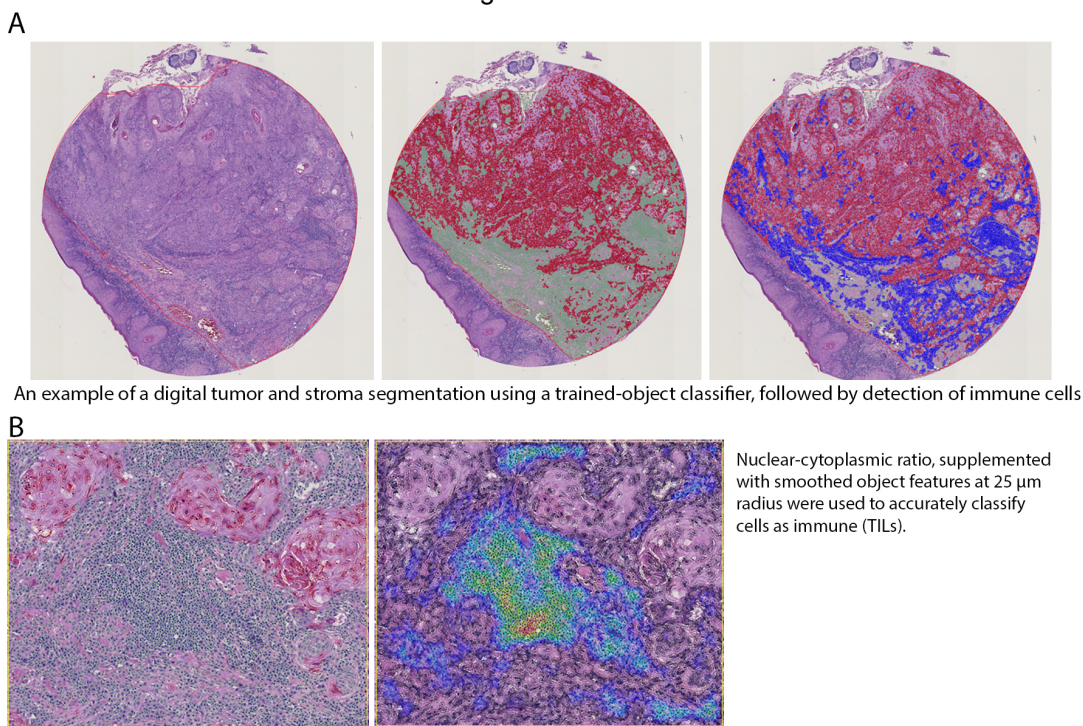 A
An example of a digital tumor and stroma segmentation using a trained-object classifier, followed by detection of immune cells
B
Nuclear-cytoplasmic ratio, supplemented
with smoothed object features at 25 µm
radius were used to accurately classify
cells as immune (TILs).